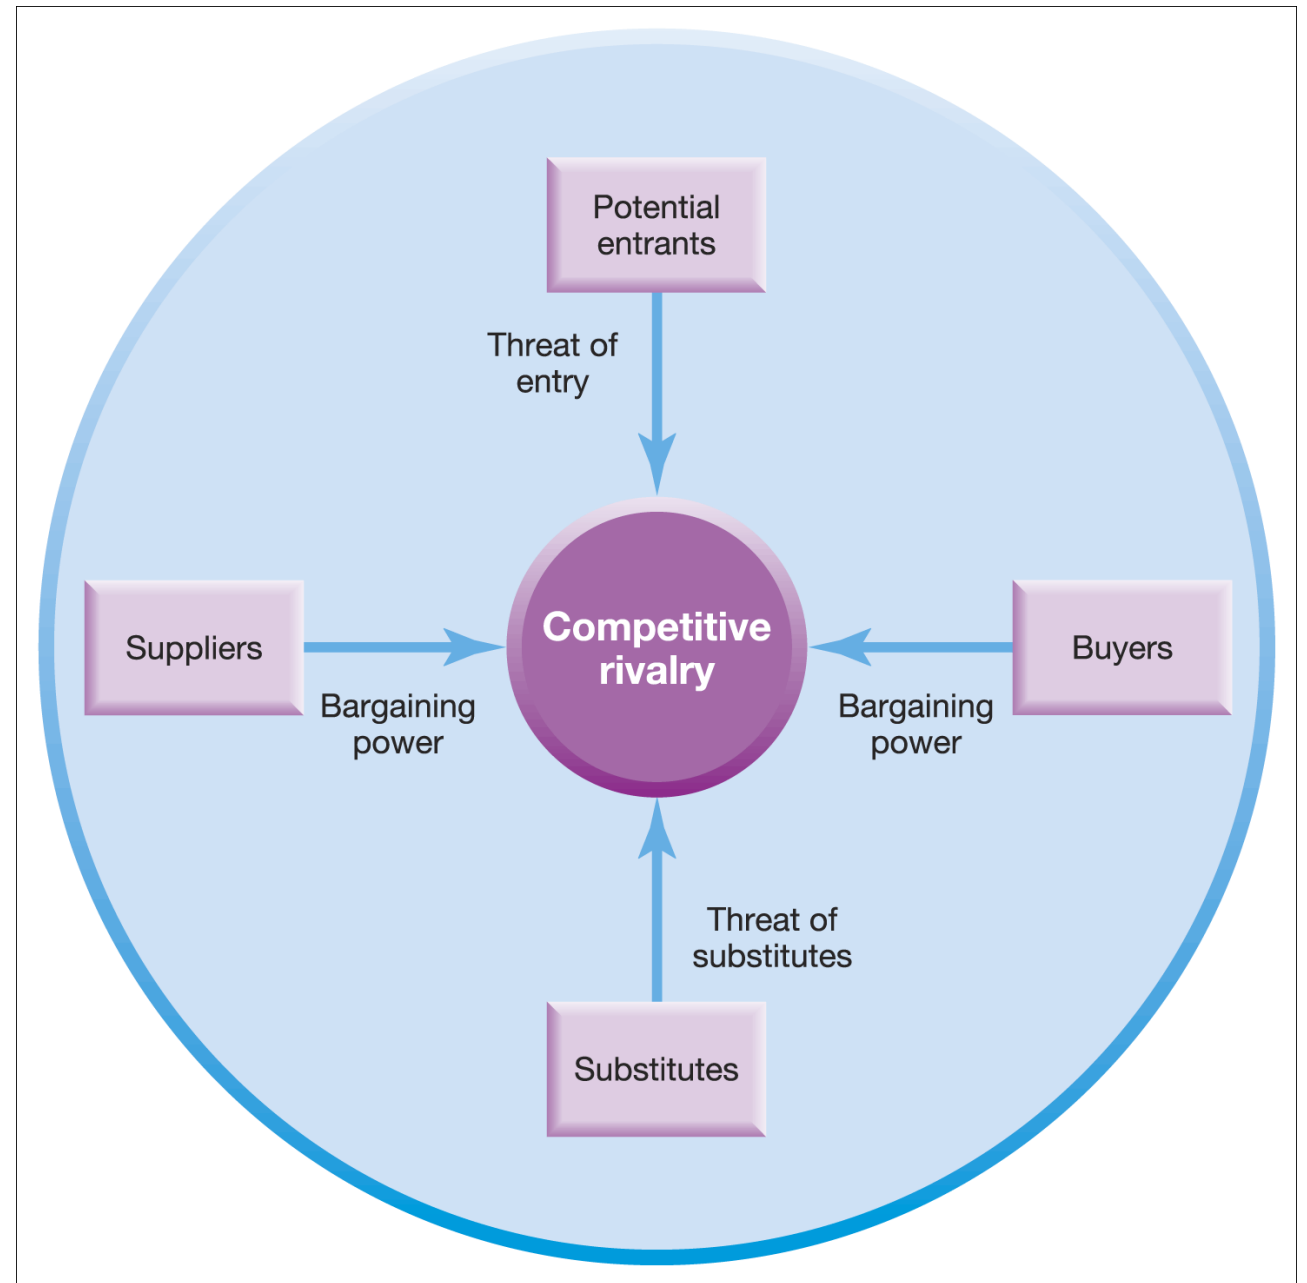 Potential
entrants
Threat of
entry
Suppliers
Bargaining
power
Competitive
rivalry
Bargaining
power
Buyers
Threat of
substitutes
Substitutes